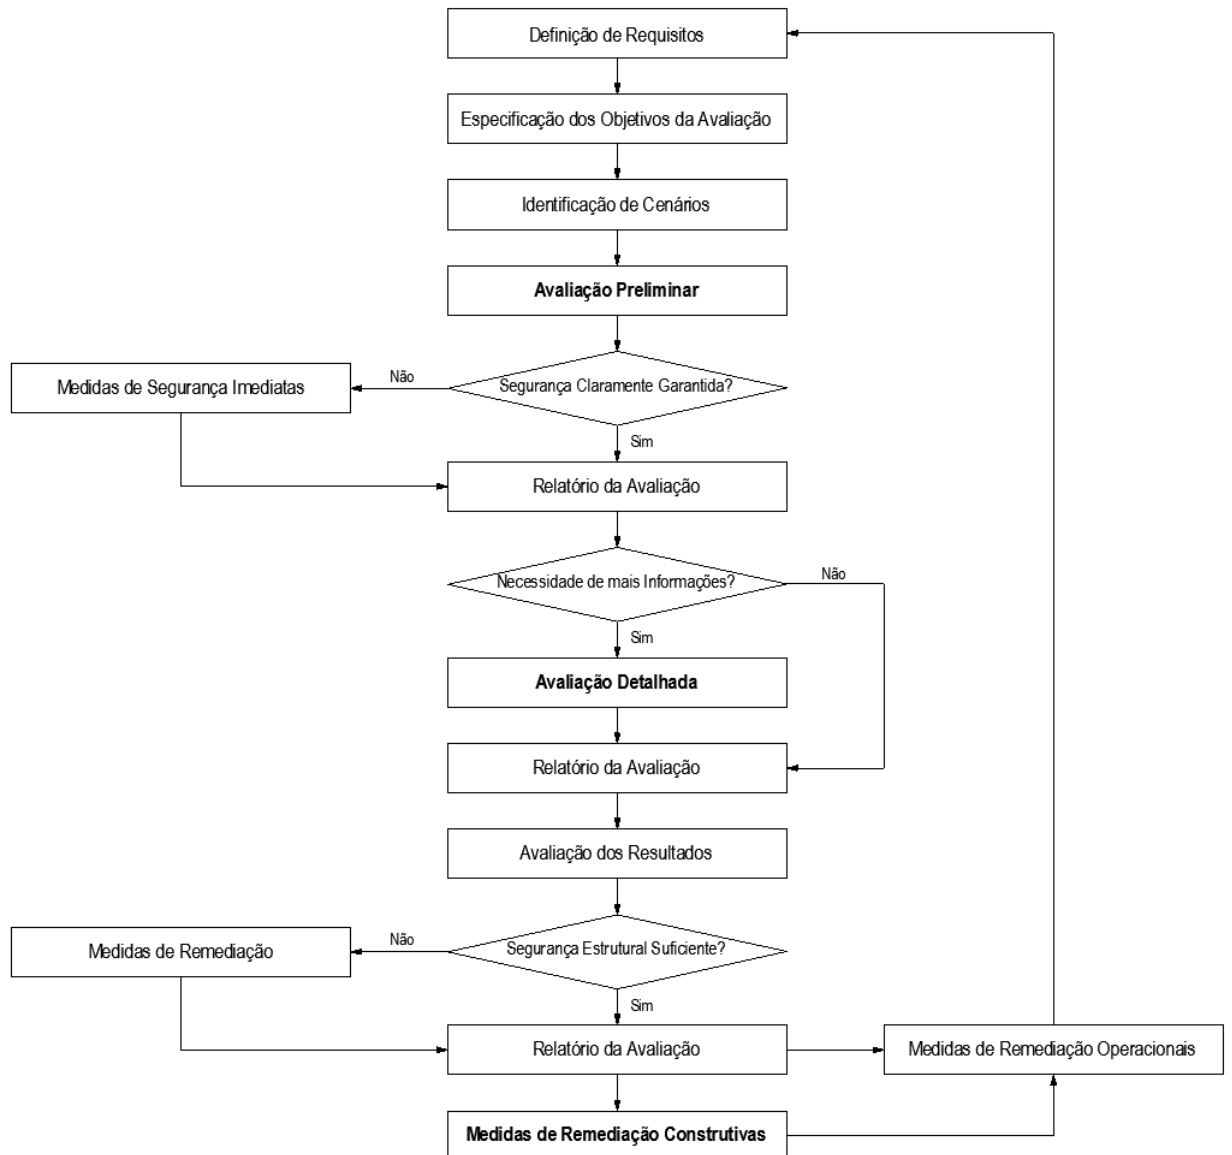 Definição de Requisitos
Especificação dos Objetivos da Avaliação
Identificação de Cenários
Avaliação Preliminar
Medidas de Segurança Imediatas
Não
Segurança Claramente Garantida?
Sim
Relatório da Avaliação
Necessidade de mais Informações?
Não
Sim
Avaliação Detalhada
Relatório da Avaliação
Avaliação dos Resultados
Medidas de Remediação
Não
Segurança Estrutural Suficiente?
Sim
Relatório da Avaliação
Medidas de Remediação Operacionais
Medidas de Remediação Construtivas